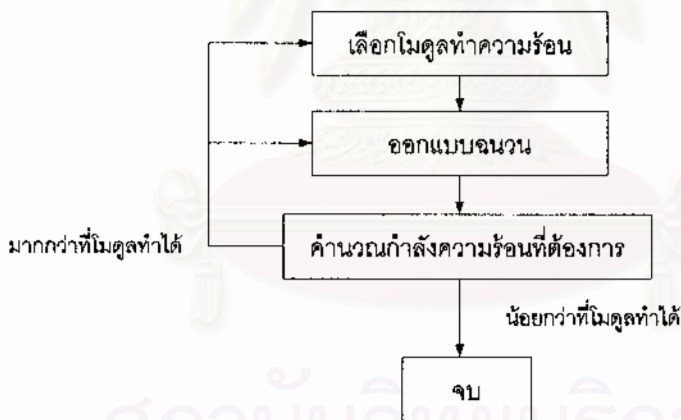 เลือกโมดูลทำความร้อน
ออกแบบฉนวน
มากกว่าที่โมดูลทำได้
คำนวณกำลังความร้อนที่ต้องการ
น้อยกว่าที่โมดูลทำได้
จบ